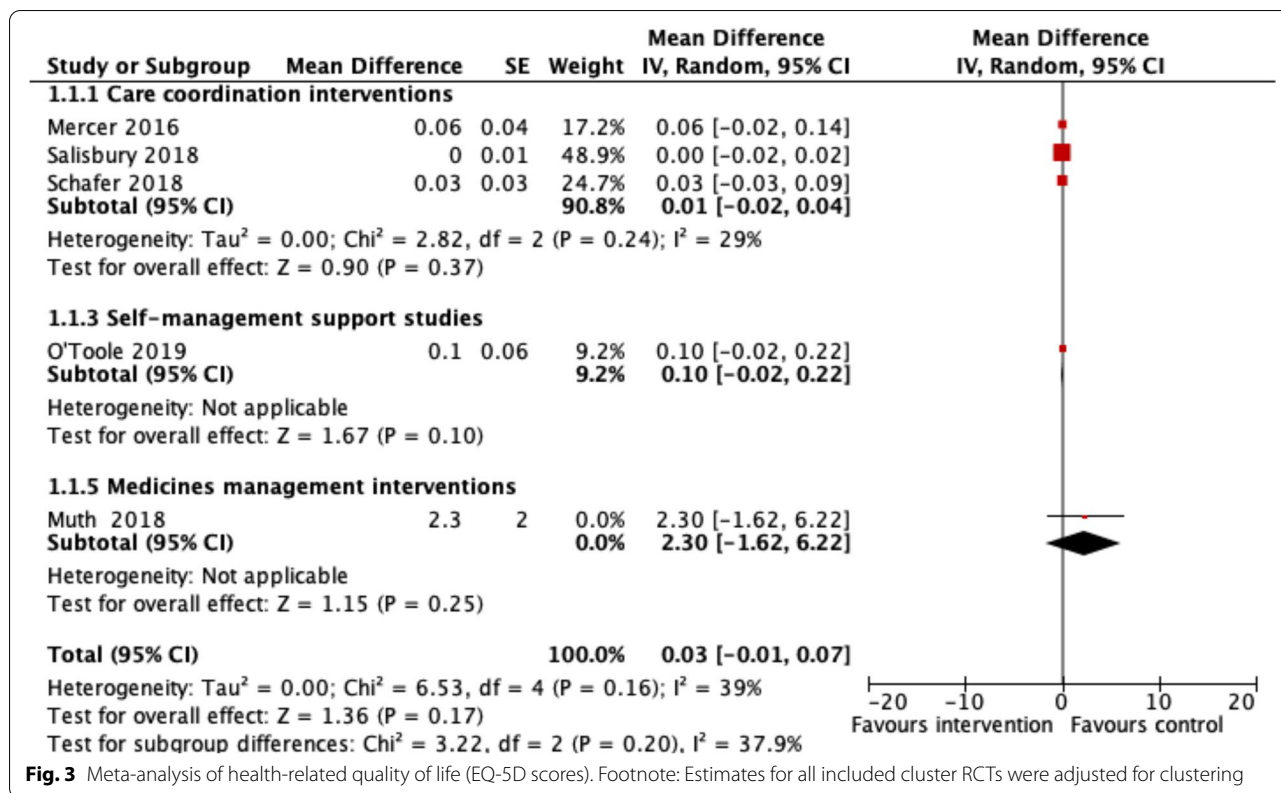 Mean Difference Mean Difference
Study or Subgroup Mean Difference SE Weight IV, Random, 95% CI IV, Random, 95% CI
1.1.1 Care coordination interventions
Mercer 2016 0.06 0.04 17.2% 0.06 [−0.02, 0.14]
Salisbury 2018 0 0.01 48.9% 0.00 [−0.02, 0.02]
Schafer 2018 0.03 0.03 24.7% 0.03 [−0.03, 0.09]
Subtotal (95% CI) 90.8% 0.01 [−0.02, 0.04]
Heterogeneity: Tau² = 0.00; Chi² = 2.82, df = 2 (P = 0.24); I² = 29%
Test for overall effect: Z = 0.90 (P = 0.37)
1.1.3 Self−management support studies
O'Toole 2019 0.1 0.06 9.2% 0.10 [−0.02, 0.22]
Subtotal (95% CI) 9.2% 0.10 [−0.02, 0.22]
Heterogeneity: Not applicable
Test for overall effect: Z = 1.67 (P = 0.10)
1.1.5 Medicines management interventions
Muth 2018 2.3 2 0.0% 2.30 [−1.62, 6.22]
Subtotal (95% CI) 0.0% 2.30 [−1.62, 6.22]
Heterogeneity: Not applicable
Test for overall effect: Z = 1.15 (P = 0.25)
Total (95% CI) 100.0% 0.03 [−0.01, 0.07]
Heterogeneity: Tau² = 0.00; Chi² = 6.53, df = 4 (P = 0.16); I² = 39%
Test for overall effect: Z = 1.36 (P = 0.17)
Test for subgroup differences: Chi² = 3.22, df = 2 (P = 0.20), I² = 37.9%
−20 −10 0 10 20
Favours intervention Favours control
Fig. 3 Meta-analysis of health-related quality of life (EQ-5D scores). Footnote: Estimates for all included cluster RCTs were adjusted for clustering